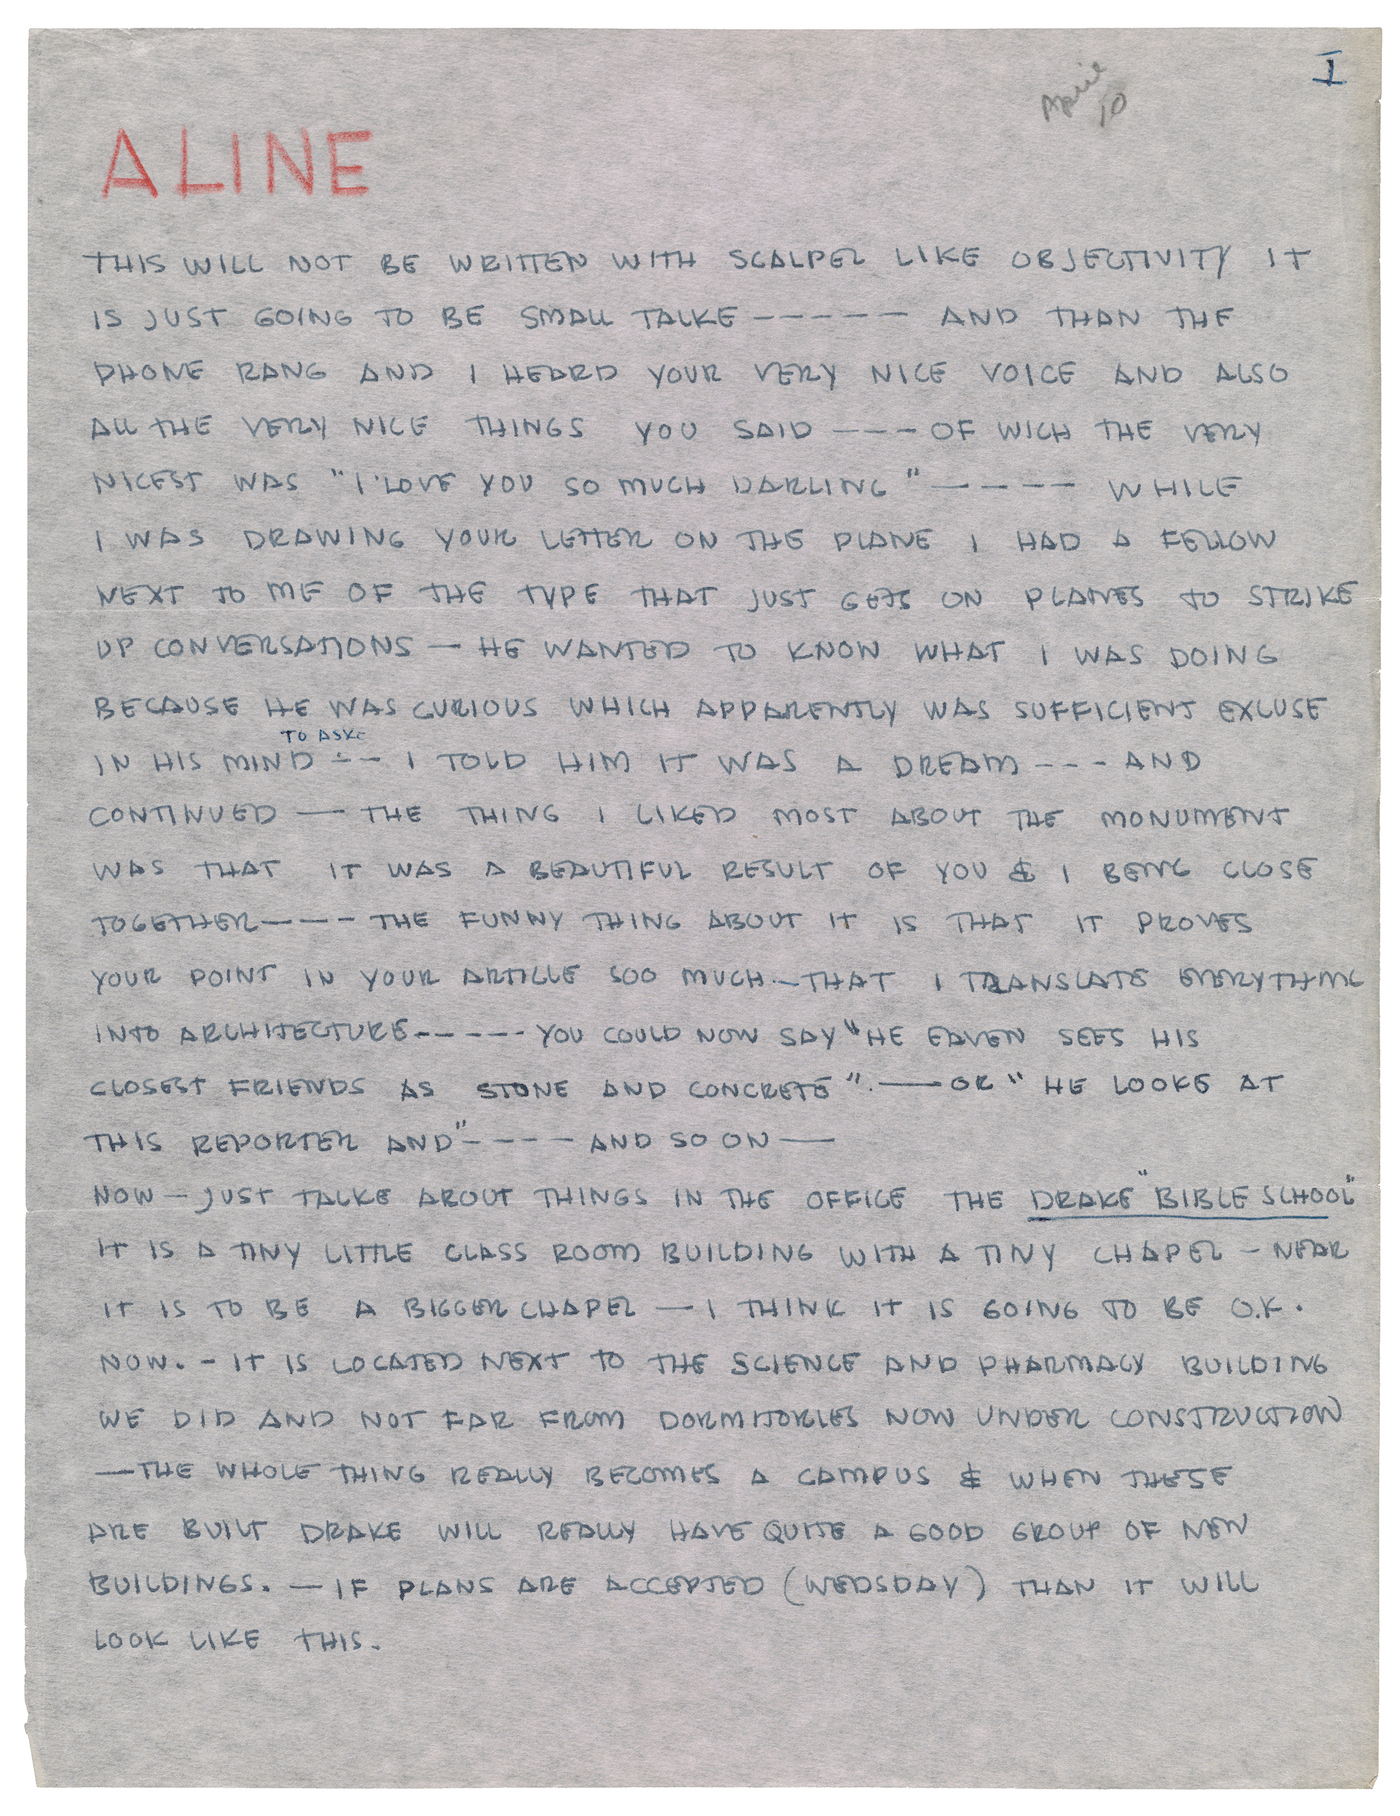 I
April
10
ALINE
THIS WILL NOT BE WRITTEN WITH SCALPEL LIKE OBJECTIVITY IT
IS JUST GOING TO BE SMALL TALKE ----- AND THAN THE
PHONE RANG AND I HEARD YOUR VERY NICE VOICE AND ALSO
ALL THE VERY NICE THINGS YOU SAID --- OF WICH THE VERY
NICEST WAS "I'LOVE YOU SO MUCH DARLING" ---- WHILE
I WAS DRAWING YOUR LETTER ON THE PLANE I HAD A FELLOW
NEXT TO ME OF THE TYPE THAT JUST GETS ON PLANES TO STRIKE
UP CONVERSATIONS — HE WANTED TO KNOW WHAT I WAS DOING
BECAUSE HE WAS CURIOUS WHICH APPARENTLY WAS SUFFICIENT EXCUSE
TO ASKE
IN HIS MIND -- I TOLD HIM IT WAS A DREAM --- AND
CONTINUED — THE THING I LIKED MOST ABOUT THE MONUMENT
WAS THAT IT WAS A BEAUTIFUL RESULT OF YOU & I BEING CLOSE
TOGETHER ---- THE FUNNY THING ABOUT IT IS THAT IT PROVES
YOUR POINT IN YOUR ARTICLE SOO MUCH -- THAT I TRANSLATE EVERYTHING
INTO ARCHITECTURE ----- YOU COULD NOW SAY "HE EAVEN SEES HIS
CLOSEST FRIENDS AS STONE AND CONCRETE". — OR "HE LOOKE AT
THIS REPORTER AND" ---- AND SO ON —
NOW — JUST TALKE ABOUT THINGS IN THE OFFICE THE DRAKE "BIBLE SCHOOL"
IT IS A TINY LITTLE CLASS ROOM BUILDING WITH A TINY CHAPEL - NEAR
IT IS TO BE A BIGGER CHAPEL — I THINK IT IS GOING TO BE O.K.
NOW. - IT IS LOCATED NEXT TO THE SCIENCE AND PHARMACY BUILDING
WE DID AND NOT FAR FROM DORMITORIES NOW UNDER CONSTRUCTION
— THE WHOLE THING REALLY BECOMES A CAMPUS & WHEN THESE
ARE BUILT DRAKE WILL REALLY HAVE QUITE A GOOD GROUP OF NEW
BUILDINGS. — IF PLANS ARE ACCEPTED (WEDSDAY) THAN IT WILL
LOOK LIKE THIS.